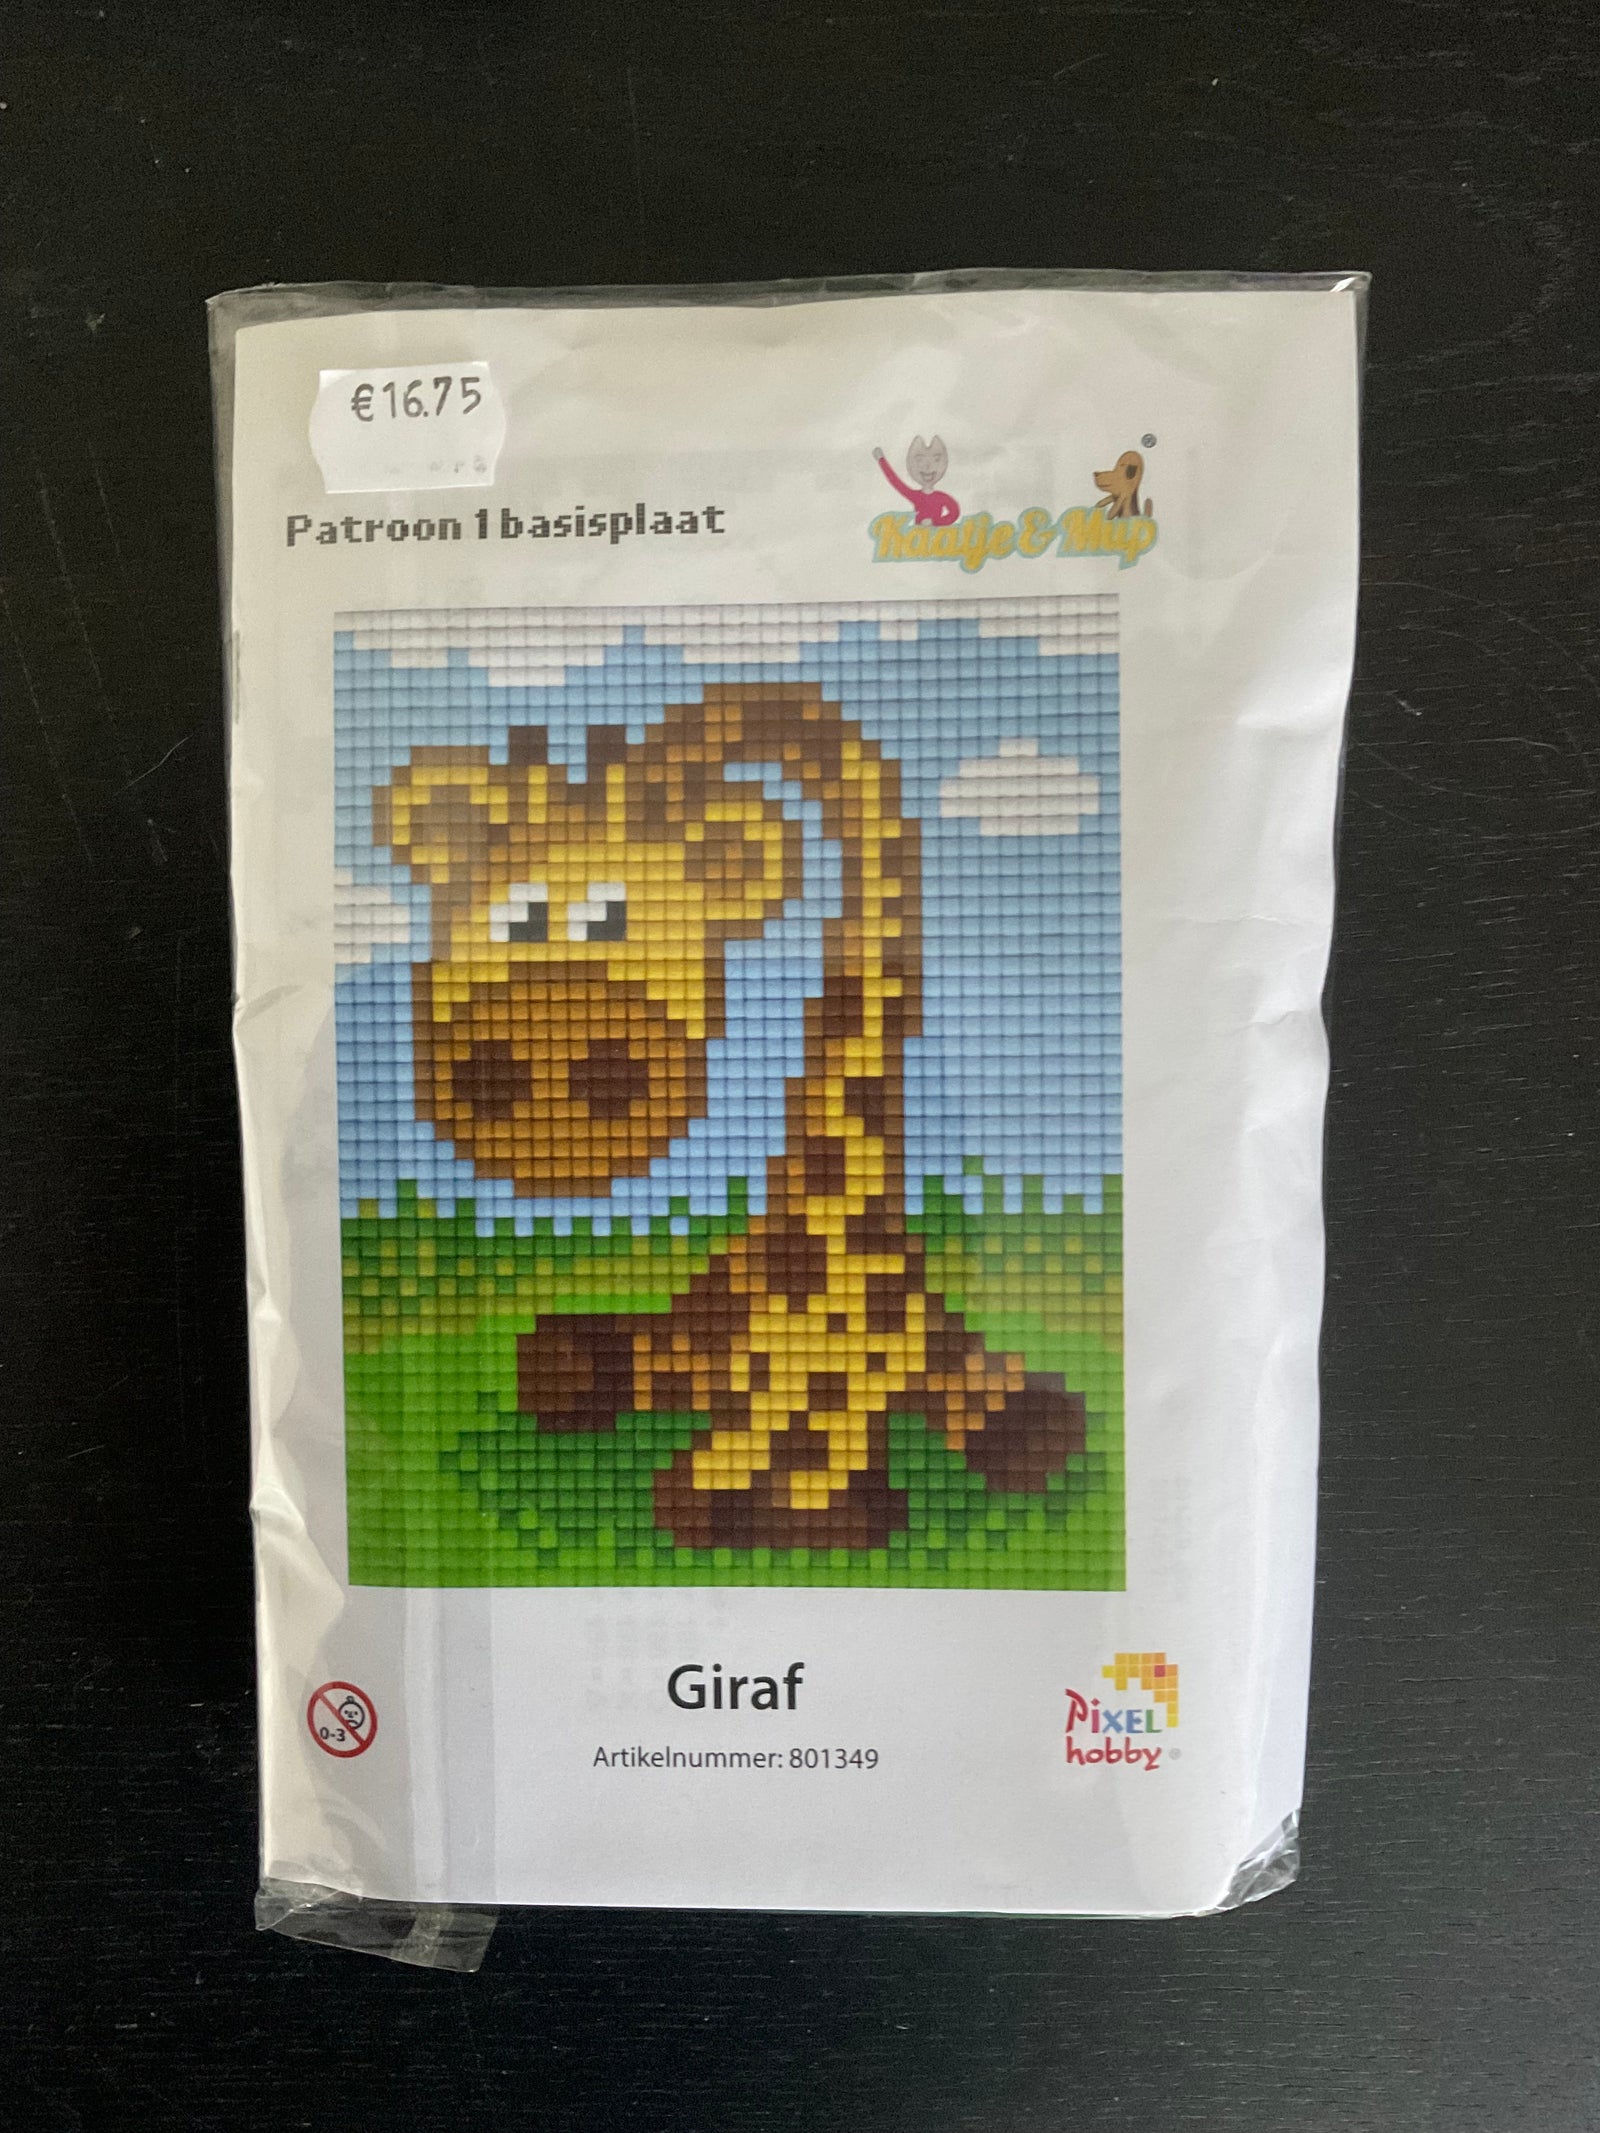 €16.75
Patroon 1 basisplaat
Kaatje & Mup
®
Giraf
Artikelnummer: 801349
0-3
PiXEL
hobby
®